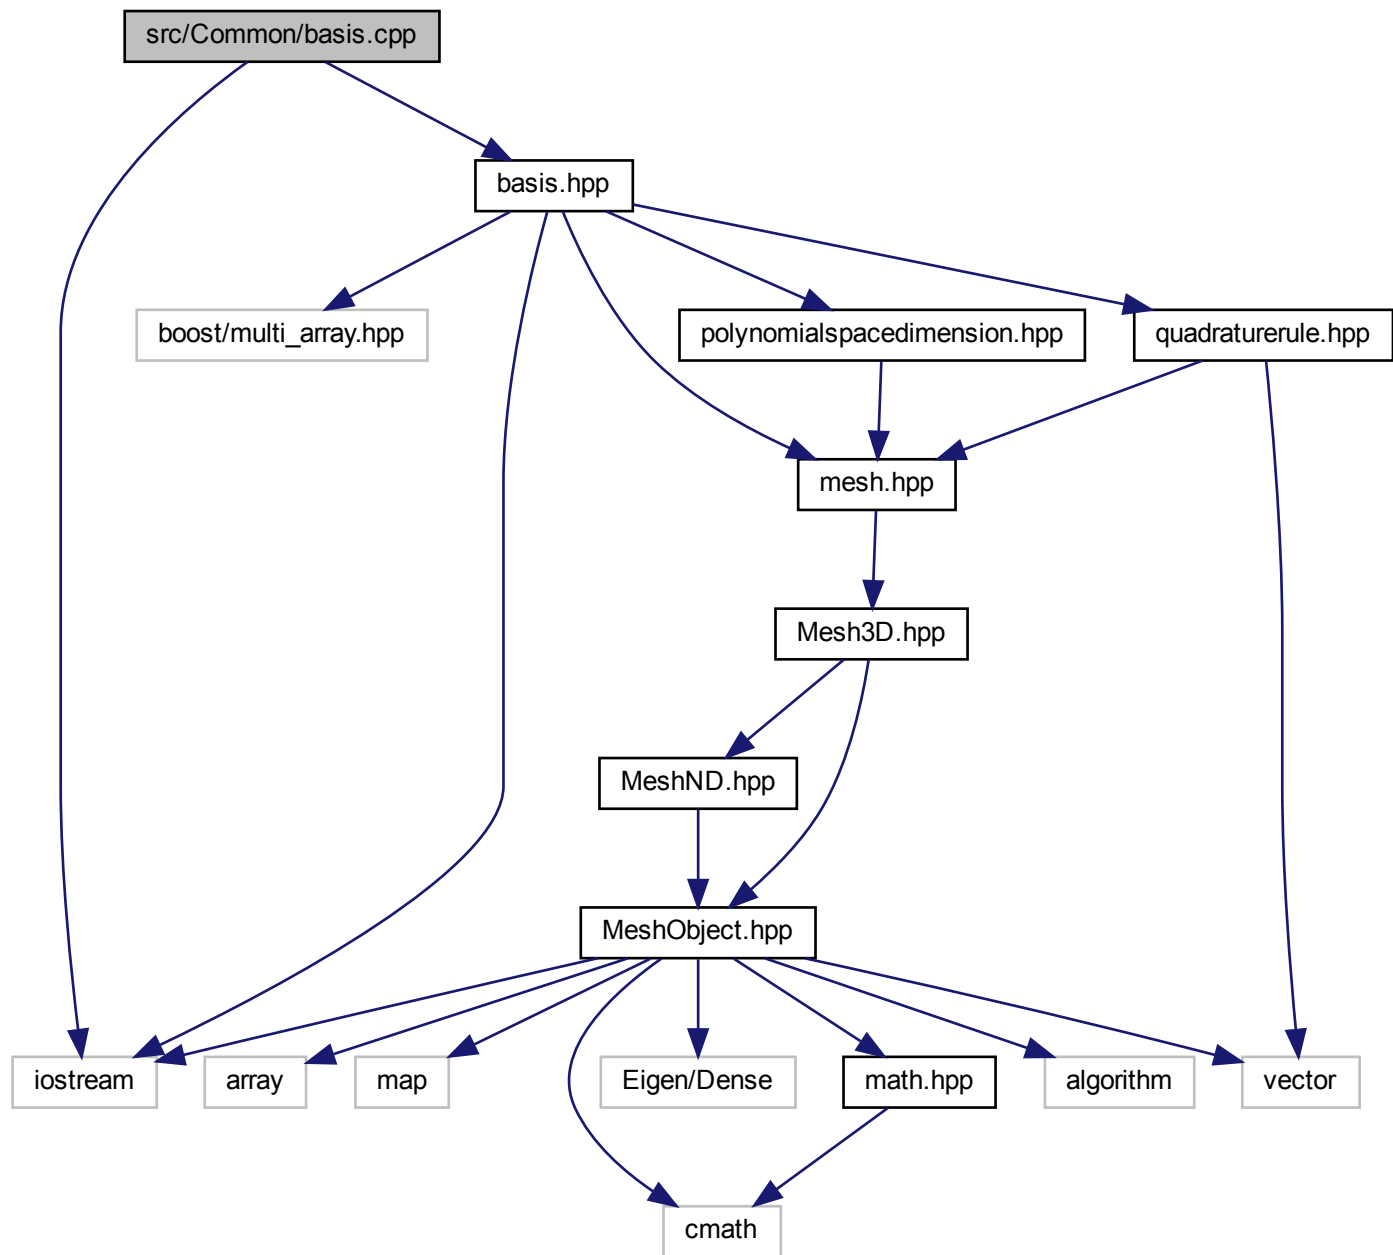 src/Common/basis.cpp
basis.hpp
boost/multi_array.hpp
polynomialspacedimension.hpp
quadraturerule.hpp
mesh.hpp
Mesh3D.hpp
MeshND.hpp
MeshObject.hpp
iostream
array
map
Eigen/Dense
math.hpp
algorithm
vector
cmath